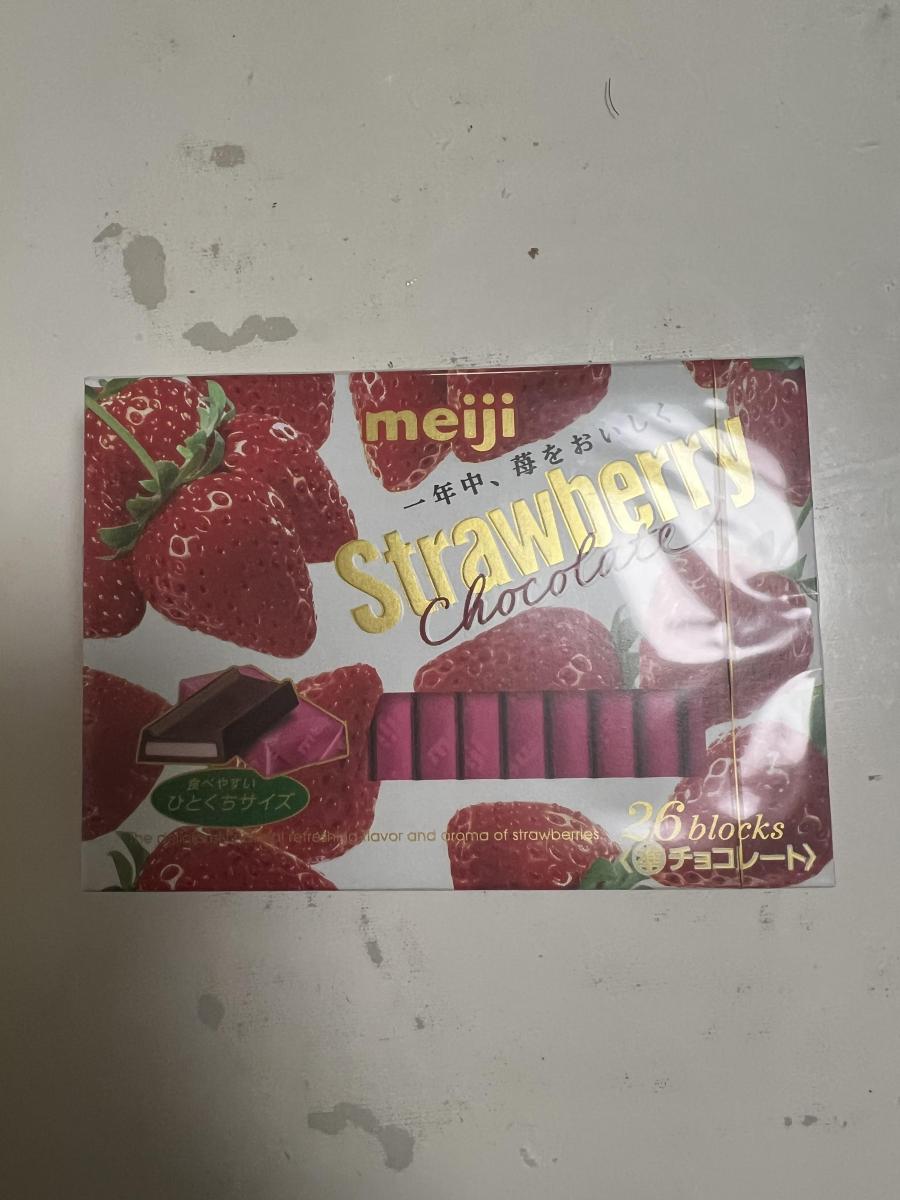 meiji
一年中、苺をおいしく
Strawberry
Chocolate
食べやすい
ひとくちサイズ
refreshing flavor and aroma of strawberries.
26 blocks
〈準チョコレート〉